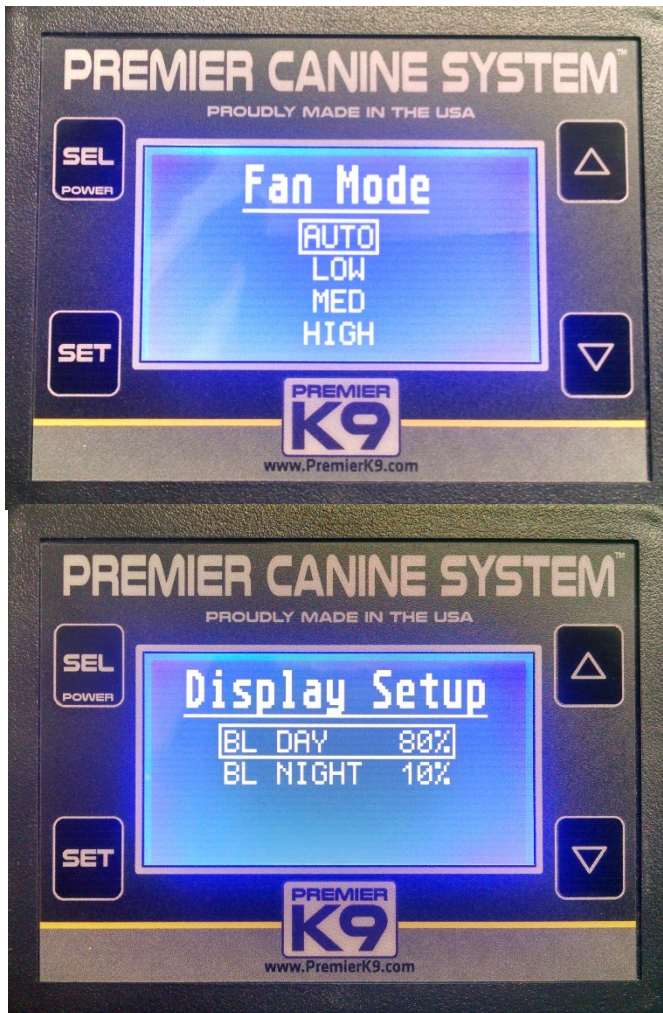 PREMIER CANINE SYSTEM™
PROUDLY MADE IN THE USA
SEL
POWER
Fan Mode
AUTO
LOW
MED
HIGH
SET
PREMIER
K9
www.PremierK9.com
PREMIER CANINE SYSTEM™
PROUDLY MADE IN THE USA
SEL
POWER
Display Setup
BL DAY 80%
BL NIGHT 10%
SET
PREMIER
K9
www.PremierK9.com